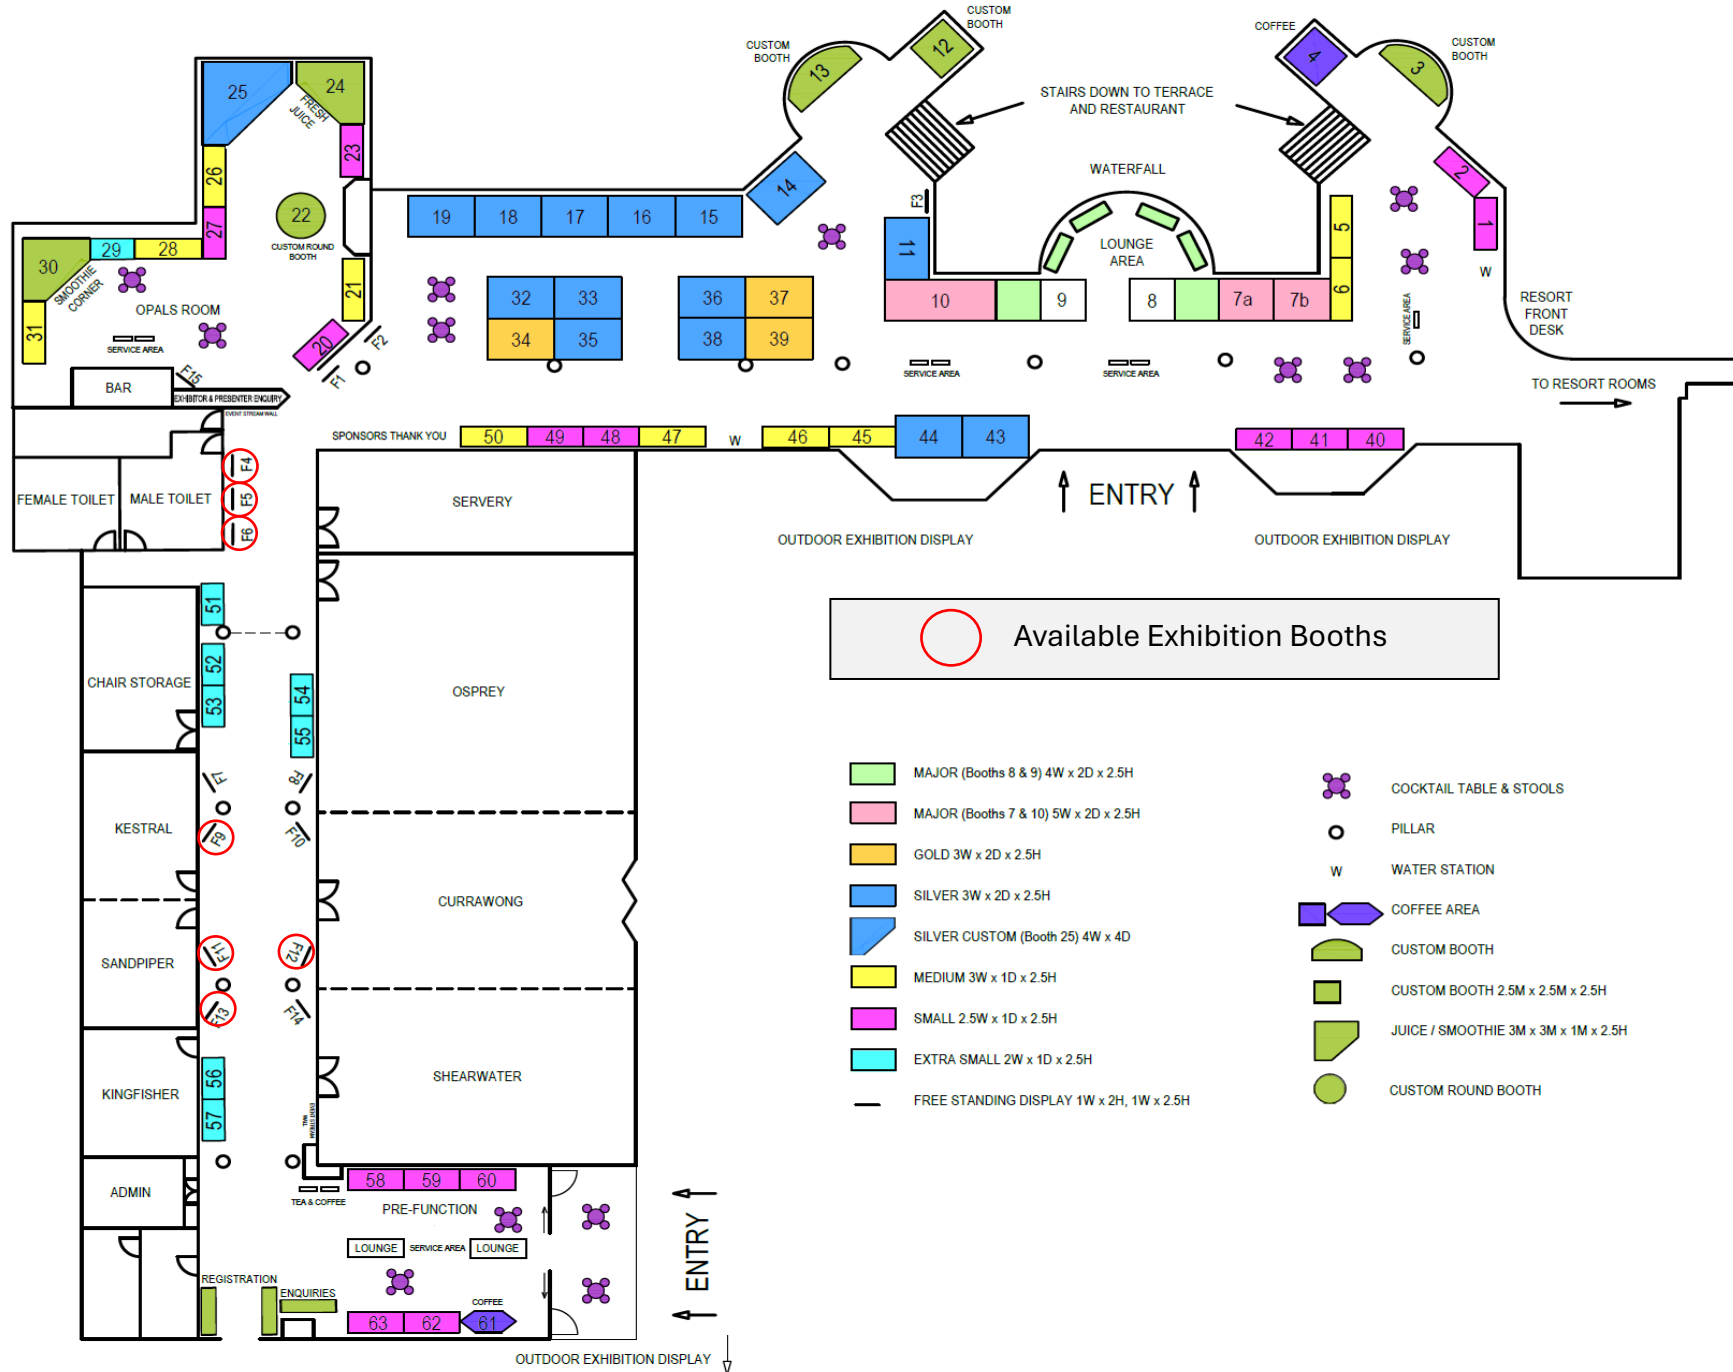 CUSTOM
BOOTH
12
CUSTOM
BOOTH
13
COFFEE
4
CUSTOM
BOOTH
3
25
24
FRESH
JUICE
23
26
27
22
CUSTOM ROUND
BOOTH
STAIRS DOWN TO TERRACE
AND RESTAURANT
WATERFALL
LOUNGE
AREA
14
19
18
17
16
15
F3
11
10
9
8
7a
7b
5
6
2
1
W
SERVICE AREA
RESORT
FRONT
DESK
TO RESORT ROOMS
30
SMOOTHIE
CORNER
29
28
31
OPALS ROOM
SERVICE AREA
21
20
F2
F1
F15
BAR
EXHIBITOR & PRESENTER ENQUIRY
EVENT STREAM WALL
32
33
34
35
36
37
38
39
SERVICE AREA
SERVICE AREA
SPONSORS THANK YOU
50
49
48
47
W
46
45
44
43
42
41
40
ENTRY
OUTDOOR EXHIBITION DISPLAY
OUTDOOR EXHIBITION DISPLAY
FEMALE TOILET
MALE TOILET
F4
F5
F6
SERVERY
Available Exhibition Booths
51
52
53
54
55
CHAIR STORAGE
OSPREY
F7
F8
F9
F10
KESTRAL
CURRAWONG
F11
F12
SANDPIPER
F13
F14
KINGFISHER
56
57
SHEARWATER
EVENT STREAM
WALL
ADMIN
TEA & COFFEE
58
59
60
PRE-FUNCTION
LOUNGE
SERVICE AREA
LOUNGE
REGISTRATION
ENQUIRIES
COFFEE
63
62
61
ENTRY
OUTDOOR EXHIBITION DISPLAY
MAJOR (Booths 8 & 9) 4W x 2D x 2.5H
MAJOR (Booths 7 & 10) 5W x 2D x 2.5H
GOLD 3W x 2D x 2.5H
SILVER 3W x 2D x 2.5H
SILVER CUSTOM (Booth 25) 4W x 4D
MEDIUM 3W x 1D x 2.5H
SMALL 2.5W x 1D x 2.5H
EXTRA SMALL 2W x 1D x 2.5H
FREE STANDING DISPLAY 1W x 2H, 1W x 2.5H
COCKTAIL TABLE & STOOLS
PILLAR
W
WATER STATION
COFFEE AREA
CUSTOM BOOTH
CUSTOM BOOTH 2.5M x 2.5M x 2.5H
JUICE / SMOOTHIE 3M x 3M x 1M x 2.5H
CUSTOM ROUND BOOTH